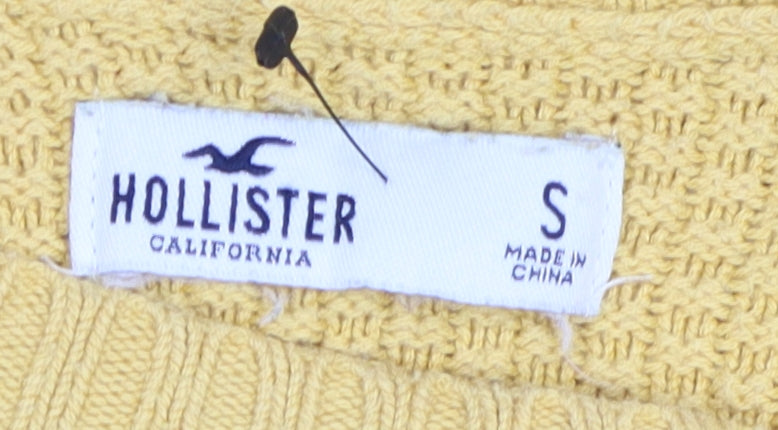 HOLLISTER
CALIFORNIA
S
MADE IN
CHINA